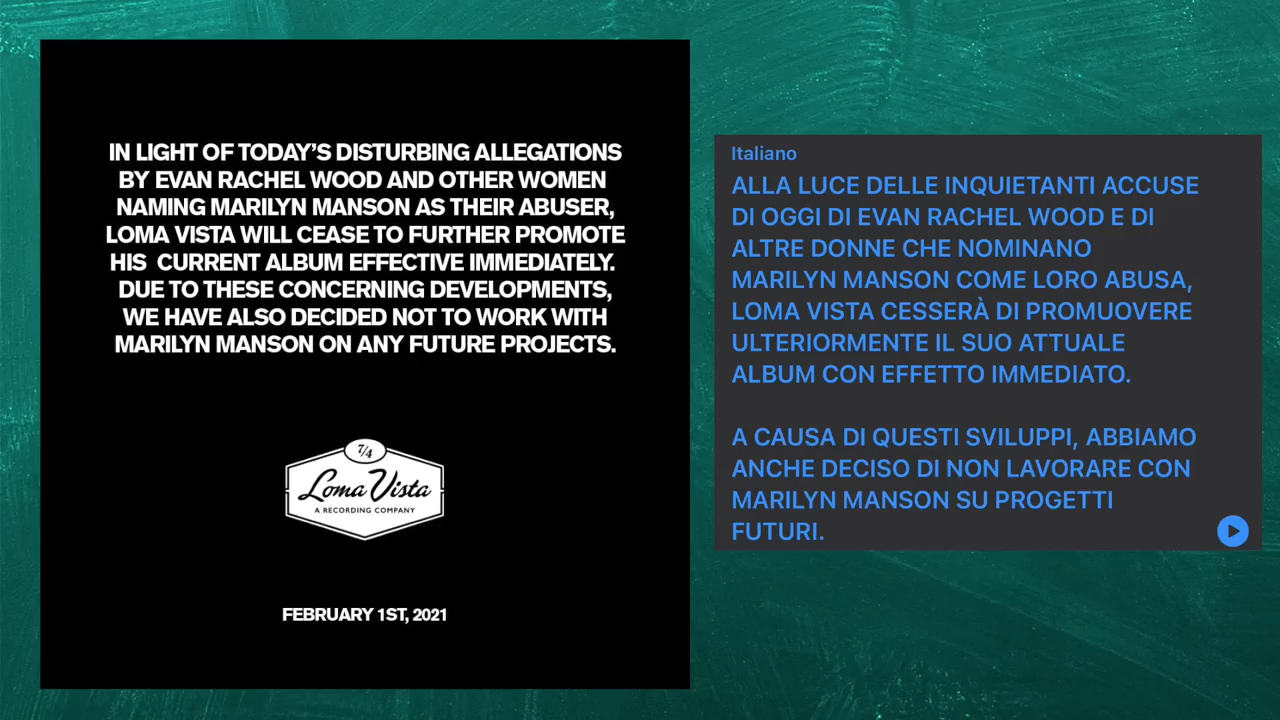 IN LIGHT OF TODAY'S DISTURBING ALLEGATIONS
BY EVAN RACHEL WOOD AND OTHER WOMEN
NAMING MARILYN MANSON AS THEIR ABUSER,
LOMA VISTA WILL CEASE TO FURTHER PROMOTE
HIS CURRENT ALBUM EFFECTIVE IMMEDIATELY.
DUE TO THESE CONCERNING DEVELOPMENTS,
WE HAVE ALSO DECIDED NOT TO WORK WITH
MARILYN MANSON ON ANY FUTURE PROJECTS.
7/4
Loma Vista
A RECORDING COMPANY
FEBRUARY 1ST, 2021
Italiano
ALLA LUCE DELLE INQUIETANTI ACCUSE
DI OGGI DI EVAN RACHEL WOOD E DI
ALTRE DONNE CHE NOMINANO
MARILYN MANSON COME LORO ABUSA,
LOMA VISTA CESSERÀ DI PROMUOVERE
ULTERIORMENTE IL SUO ATTUALE
ALBUM CON EFFETTO IMMEDIATO.
A CAUSA DI QUESTI SVILUPPI, ABBIAMO
ANCHE DECISO DI NON LAVORARE CON
MARILYN MANSON SU PROGETTI
FUTURI.